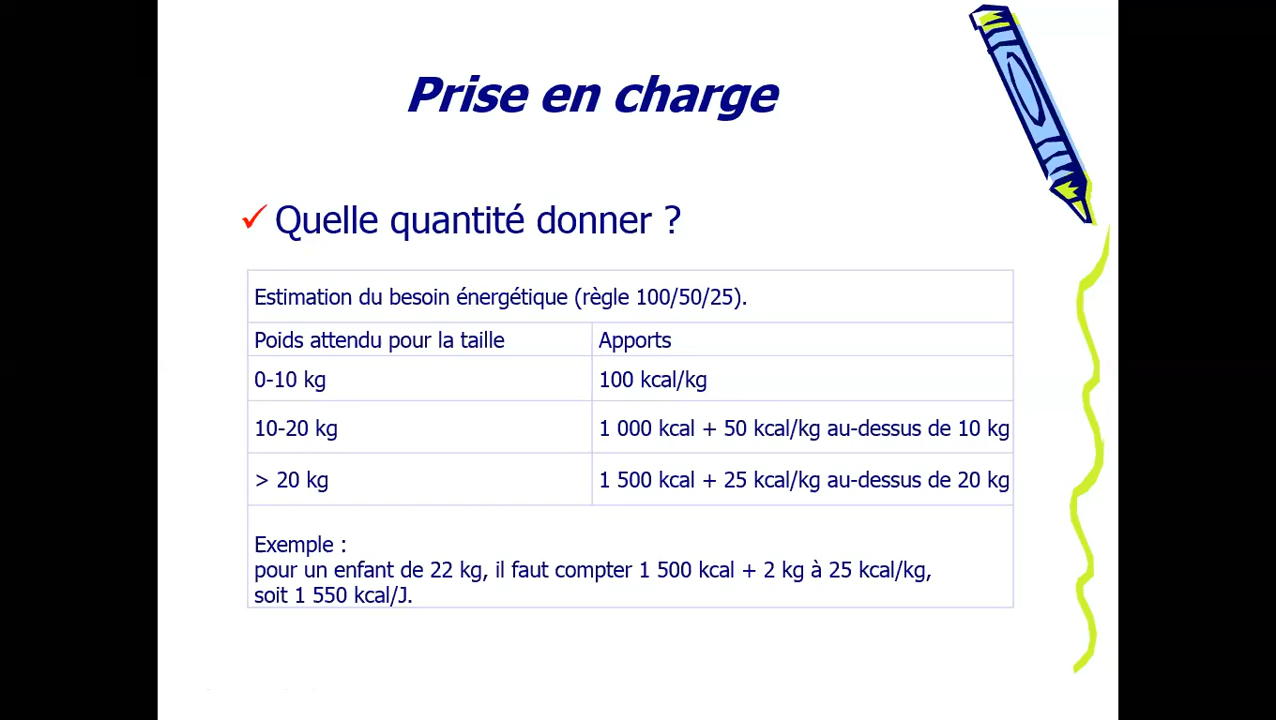 Prise en charge
Quelle quantité donner ?
Estimation du besoin énergétique (règle 100/50/25).
Poids attendu pour la taille
Apports
0-10 kg
100 kcal/kg
10-20 kg
1 000 kcal + 50 kcal/kg au-dessus de 10 kg
> 20 kg
1 500 kcal + 25 kcal/kg au-dessus de 20 kg
Exemple :
pour un enfant de 22 kg, il faut compter 1 500 kcal + 2 kg à 25 kcal/kg,
soit 1 550 kcal/J.